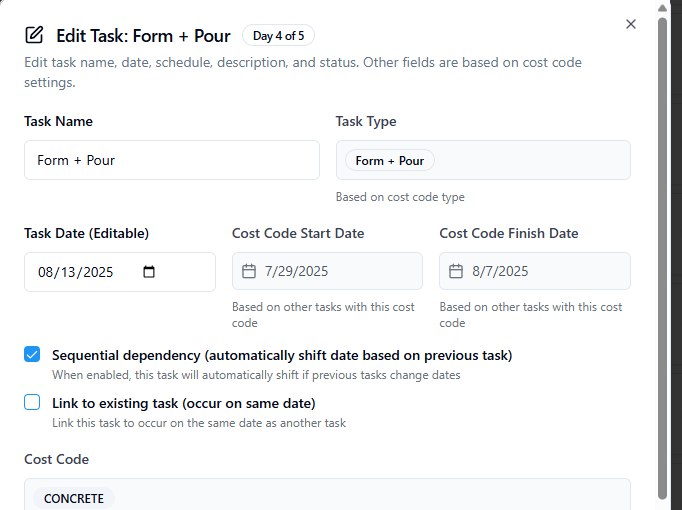 Edit Task: Form + Pour
Day 4 of 5
Edit task name, date, schedule, description, and status. Other fields are based on cost code
settings.
Task Name
Task Type
Form + Pour
Form + Pour
Based on cost code type
Task Date (Editable)
Cost Code Start Date
Cost Code Finish Date
08/13/2025
7/29/2025
8/7/2025
Based on other tasks with this cost
code
Based on other tasks with this cost
code
Sequential dependency (automatically shift date based on previous task)
When enabled, this task will automatically shift if previous tasks change dates
Link to existing task (occur on same date)
Link this task to occur on the same date as another task
Cost Code
CONCRETE